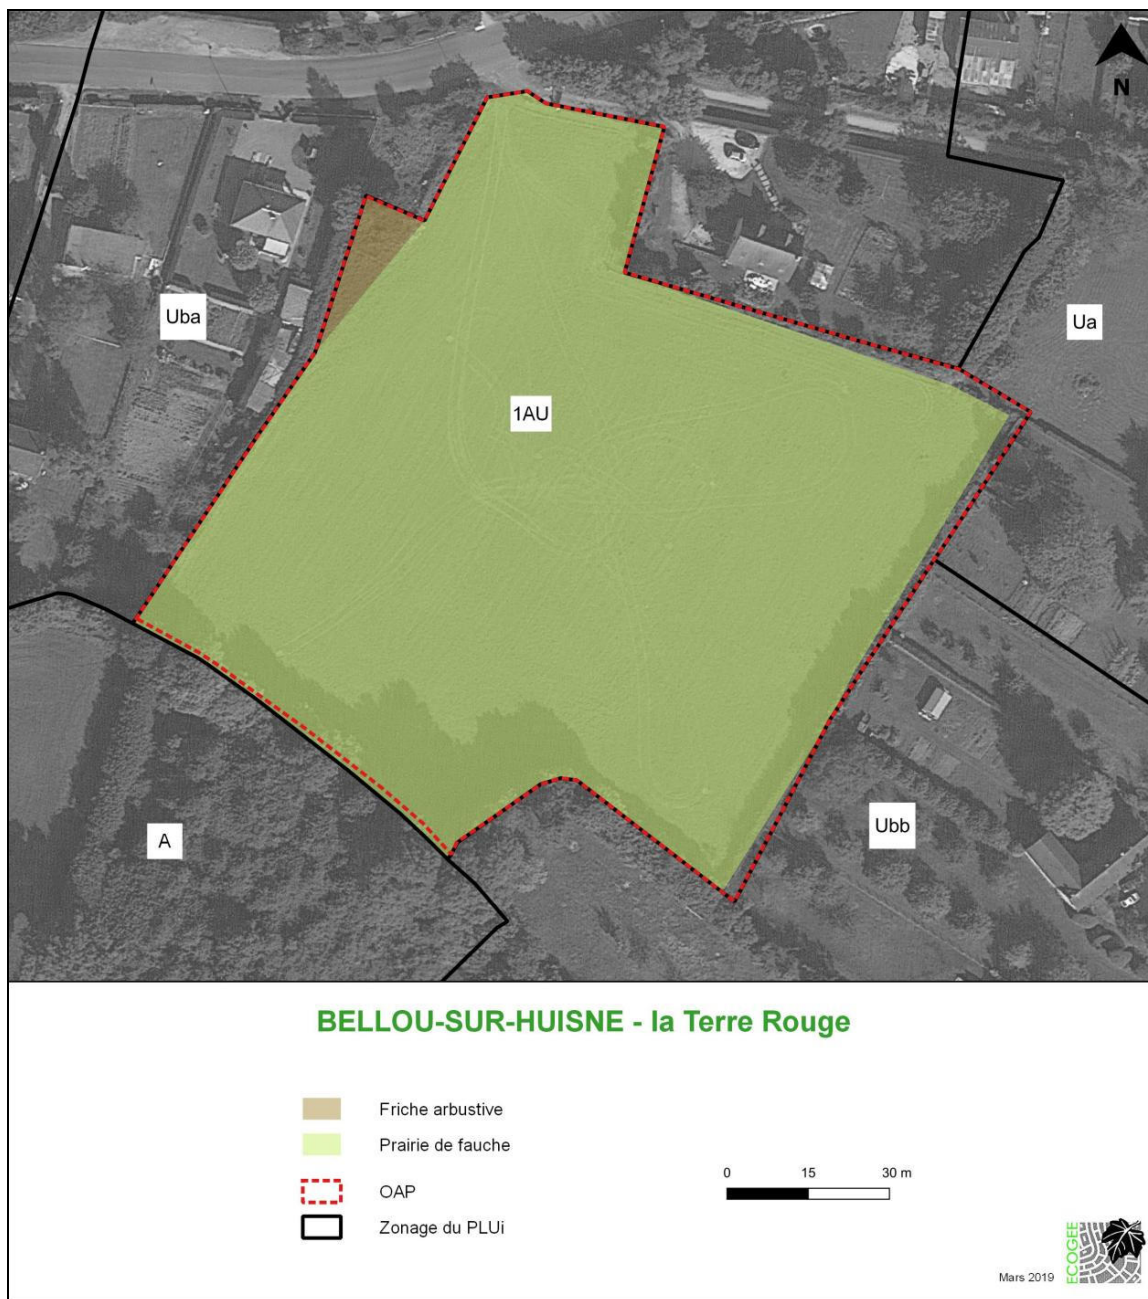 N
Uba
Ua
1AU
Ubb
A
BELLOU-SUR-HUISNE - la Terre Rouge
Friche arbustive
Prairie de fauche
OAP
Zonage du PLUi
0 15 30 m
Mars 2019
ECOGEE